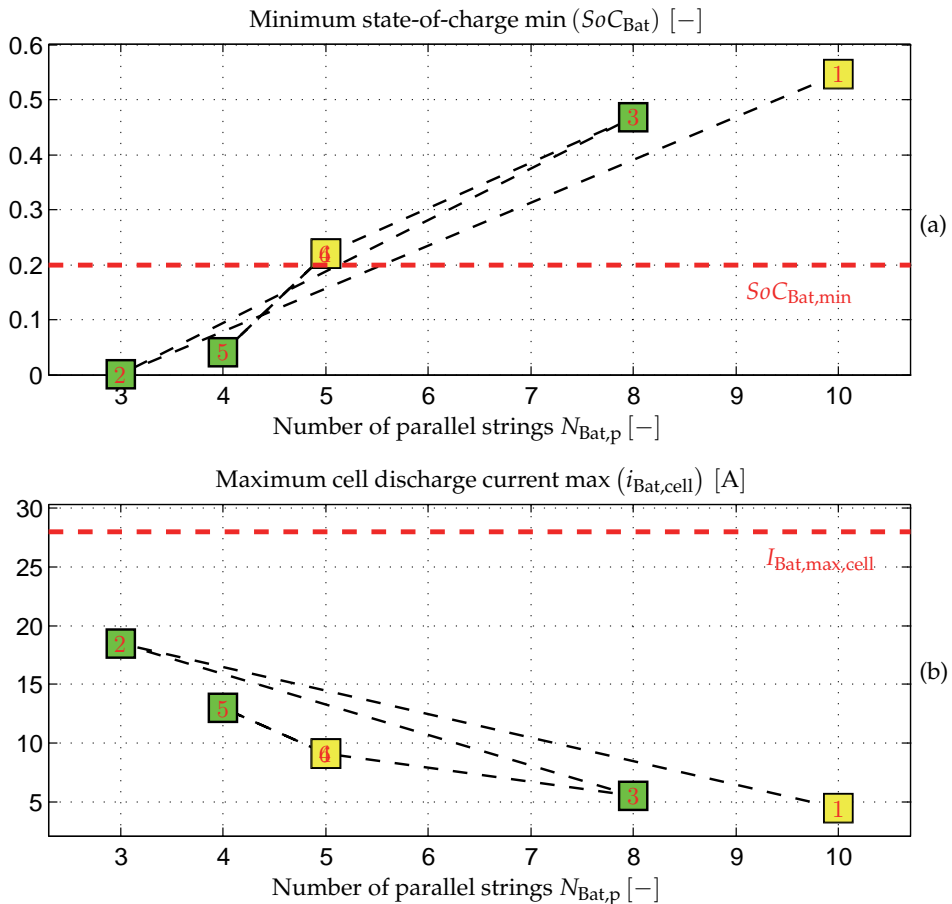 Minimum state-of-charge min (SoC_Bat) [−]
0.6
0.5
0.4
0.3
0.2
0.1
0
1
3
5
2
SoC_Bat,min
(a)
3 4 5 6 7 8 9 10
Number of parallel strings N_Bat,p [−]
Maximum cell discharge current max (i_Bat,cell) [A]
30
25
20
15
10
5
I_Bat,max,cell
2
5
3
1
(b)
3 4 5 6 7 8 9 10
Number of parallel strings N_Bat,p [−]